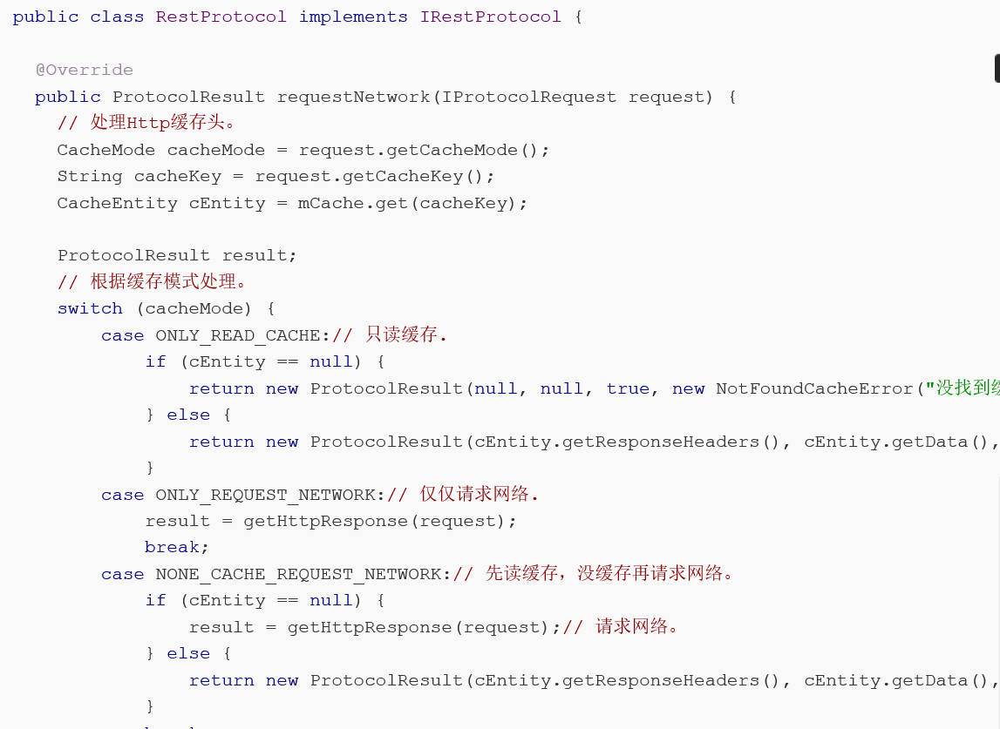 public class RestProtocol implements IRestProtocol {
@Override
public ProtocolResult requestNetwork(IProtocolRequest request) {
// 处理Http缓存头。
CacheMode cacheMode = request.getCacheMode();
String cacheKey = request.getCacheKey();
CacheEntity cEntity = mCache.get(cacheKey);
ProtocolResult result;
// 根据缓存模式处理。
switch (cacheMode) {
case ONLY_READ_CACHE:// 只读缓存.
if (cEntity == null) {
return new ProtocolResult(null, null, true, new NotFoundCacheError("没找到
} else {
return new ProtocolResult(cEntity.getResponseHeaders(), cEntity.getData(),
}
case ONLY_REQUEST_NETWORK:// 仅仅请求网络.
result = getHttpResponse(request);
break;
case NONE_CACHE_REQUEST_NETWORK:// 先读缓存，没缓存再请求网络。
if (cEntity == null) {
result = getHttpResponse(request);// 请求网络。
} else {
return new ProtocolResult(cEntity.getResponseHeaders(), cEntity.getData(),
}